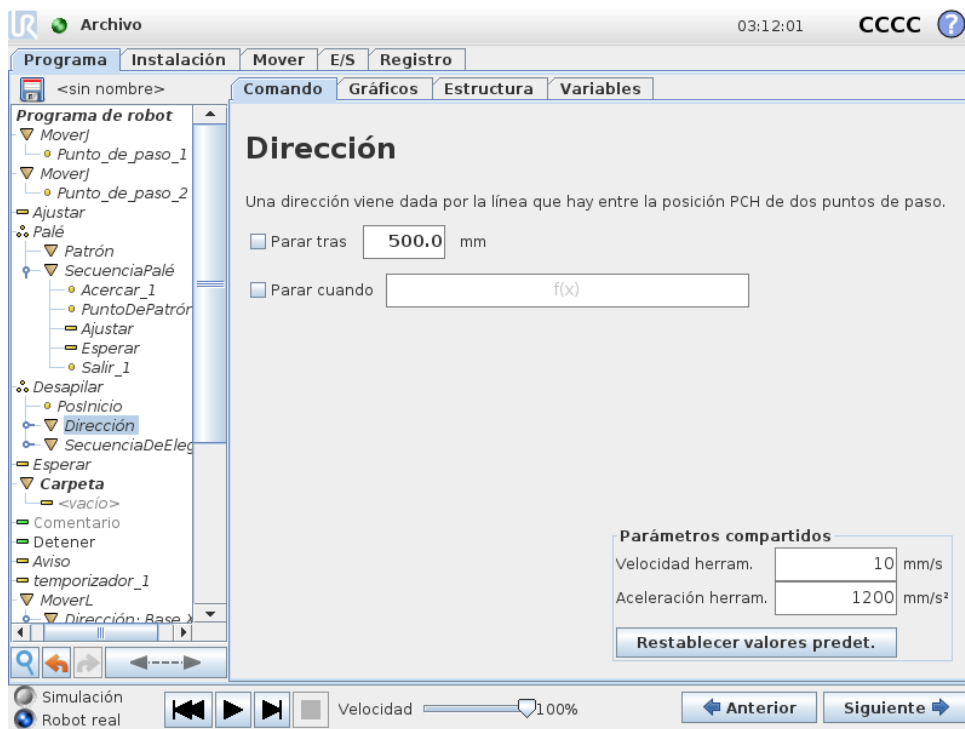 UR Archivo 03:12:01 CCCC ?
Programa Instalación Mover E/S Registro
<sin nombre> Comando Gráficos Estructura Variables
Programa de robot
MoverJ
Punto_de_paso_1
MoverJ
Punto_de_paso_2
Ajustar
Palé
Patrón
SecuenciaPalé
Acercar_1
PuntoDePatrór
Ajustar
Esperar
Salir_1
Desapilar
PosInicio
Dirección
SecuenciaDeEleg
Esperar
Carpeta
<vacío>
Comentario
Detener
Aviso
temporizador_1
MoverL
Dirección: Base X
Dirección
Una dirección viene dada por la línea que hay entre la posición PCH de dos puntos de paso.
Parar tras 500.0 mm
Parar cuando f(x)
Parámetros compartidos
Velocidad herram. 10 mm/s
Aceleración herram. 1200 mm/s²
Restablecer valores predet.
Simulación
Robot real
Velocidad 100%
Anterior Siguiente